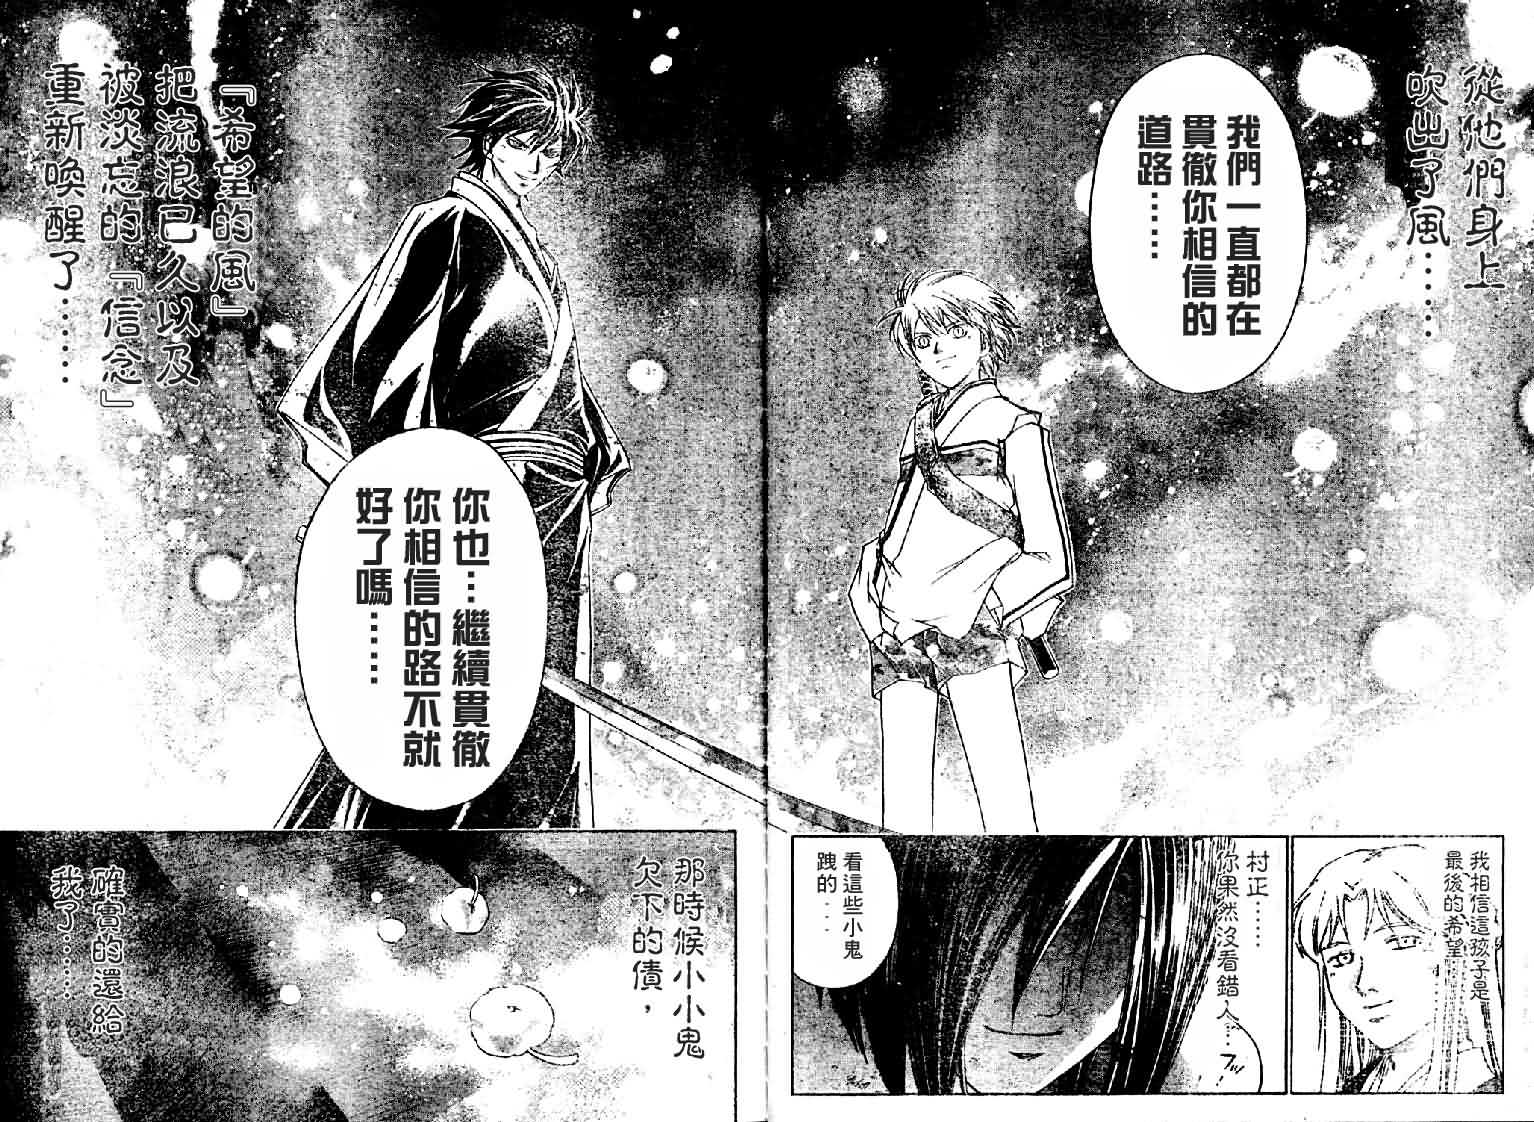 從他們身上
吹出了風………
我們一直都在
貫徹你相信的
道路……
『希望的風』
把流浪已久以及
被淡忘的『信念』
重新喚醒了………
你也…繼續貫徹
你相信的路不就
好了嗎……
我相信這孩子是
最後的希望………
村正……
你果然沒看錯人…
フッ…
看這些小鬼
跩的…
那時候小小鬼
欠下的債，
確實的還給
我了………